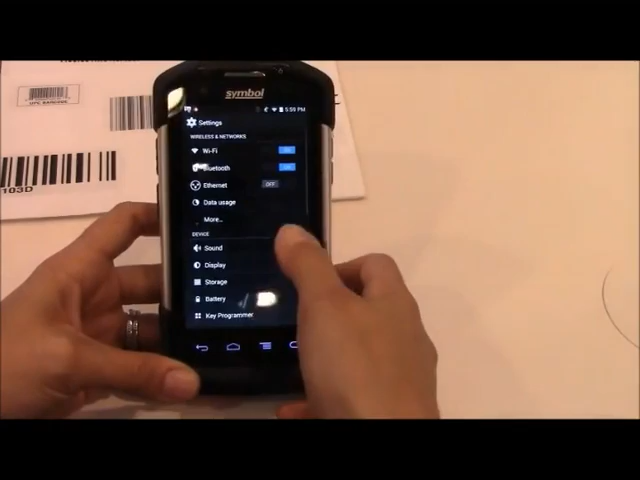 UPC BARCODE
103D
symbol
5:59 PM
Settings
WIRELESS & NETWORKS
Wi-Fi
ON
Bluetooth
ON
Ethernet
OFF
Data usage
More...
DEVICE
Sound
Display
Storage
Battery
Key Programmer